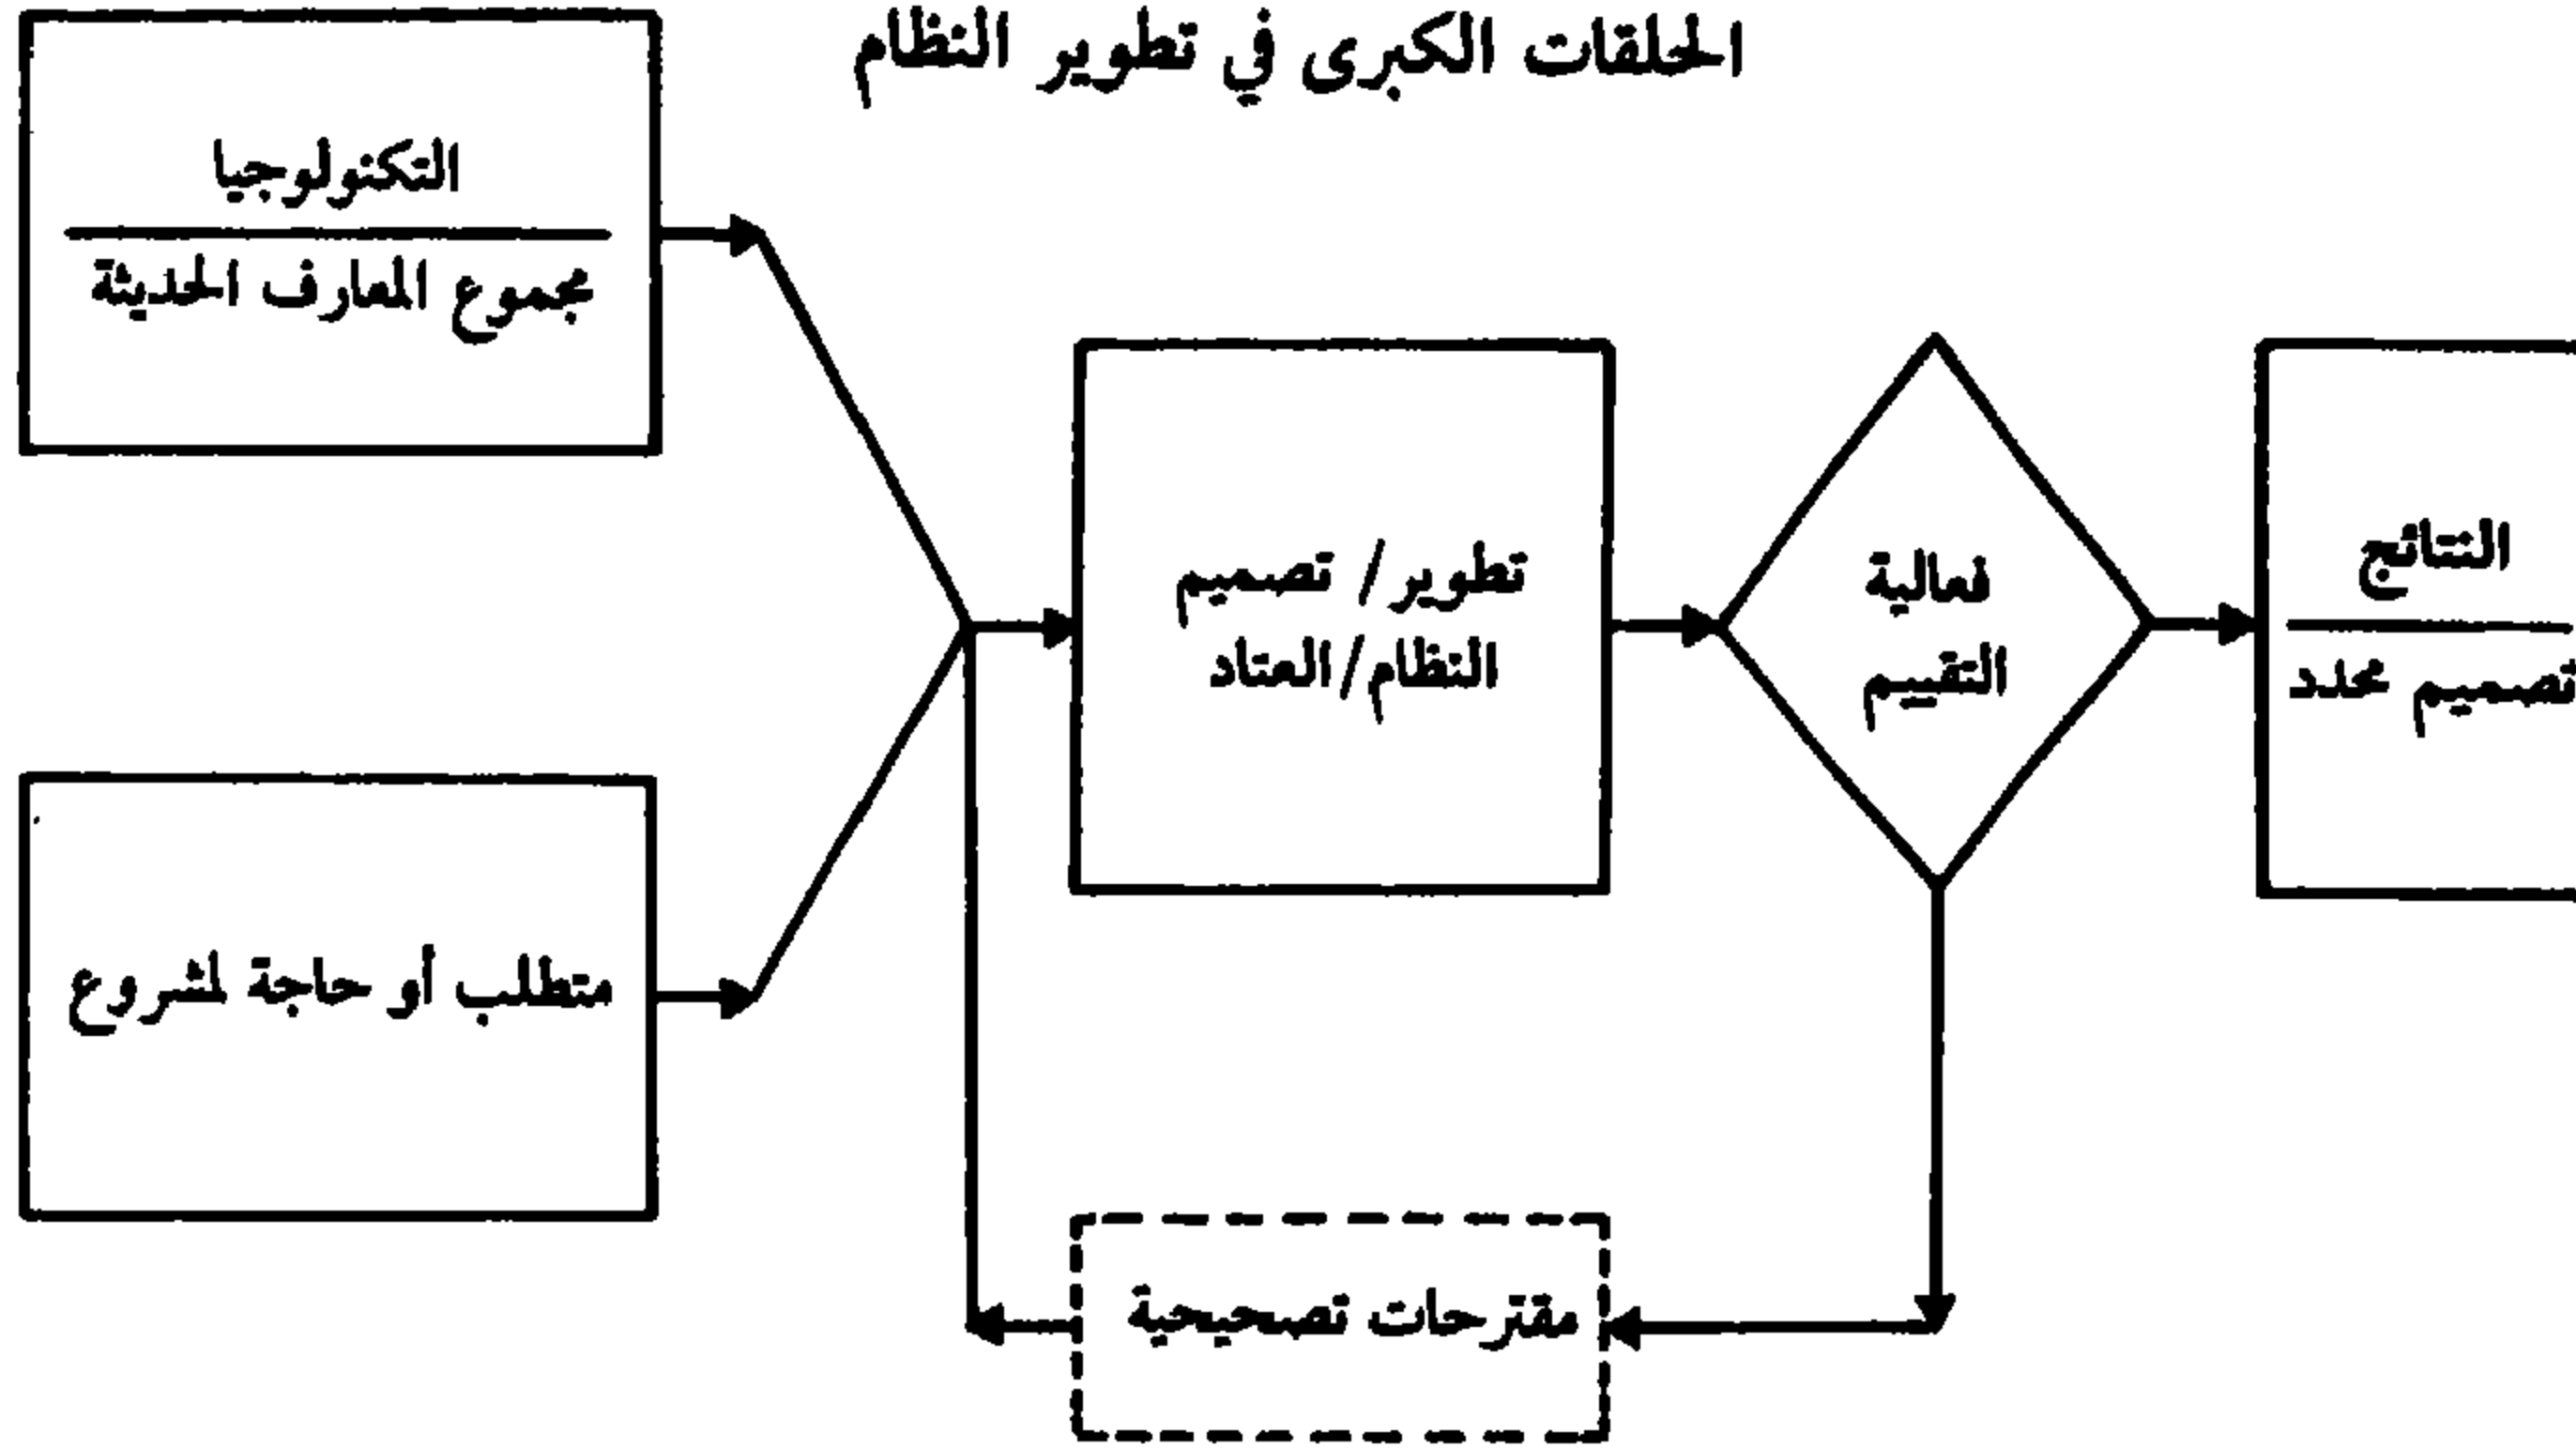 الحلقات الكبرى في تطوير النظام
التكنولوجيا
مجموع المعارف الحديثة
متطلب أو حاجة لمشروع
تطوير/ تصميم
النظام/العتاد
فعالية
التقييم
النتائج
تصميم محدد
مقترحات تصحيحية